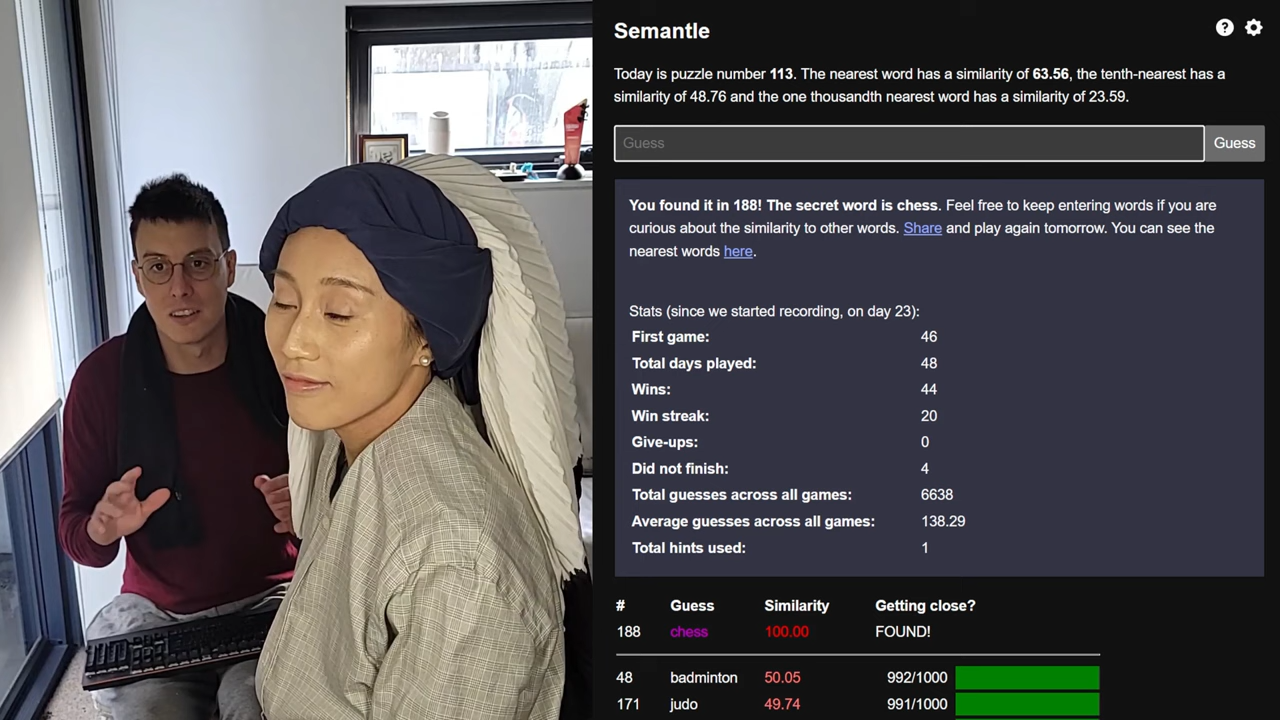 Semantle
Today is puzzle number 113. The nearest word has a similarity of 63.56, the tenth-nearest has a
similarity of 48.76 and the one thousandth nearest word has a similarity of 23.59.
Guess
Guess
You found it in 188! The secret word is chess. Feel free to keep entering words if you are
curious about the similarity to other words. Share and play again tomorrow. You can see the
nearest words here.
Stats (since we started recording, on day 23):
First game: 46
Total days played: 48
Wins: 44
Win streak: 20
Give-ups: 0
Did not finish: 4
Total guesses across all games: 6638
Average guesses across all games: 138.29
Total hints used: 1
# Guess Similarity Getting close?
188 chess 100.00 FOUND!
48 badminton 50.05 992/1000
171 judo 49.74 991/1000